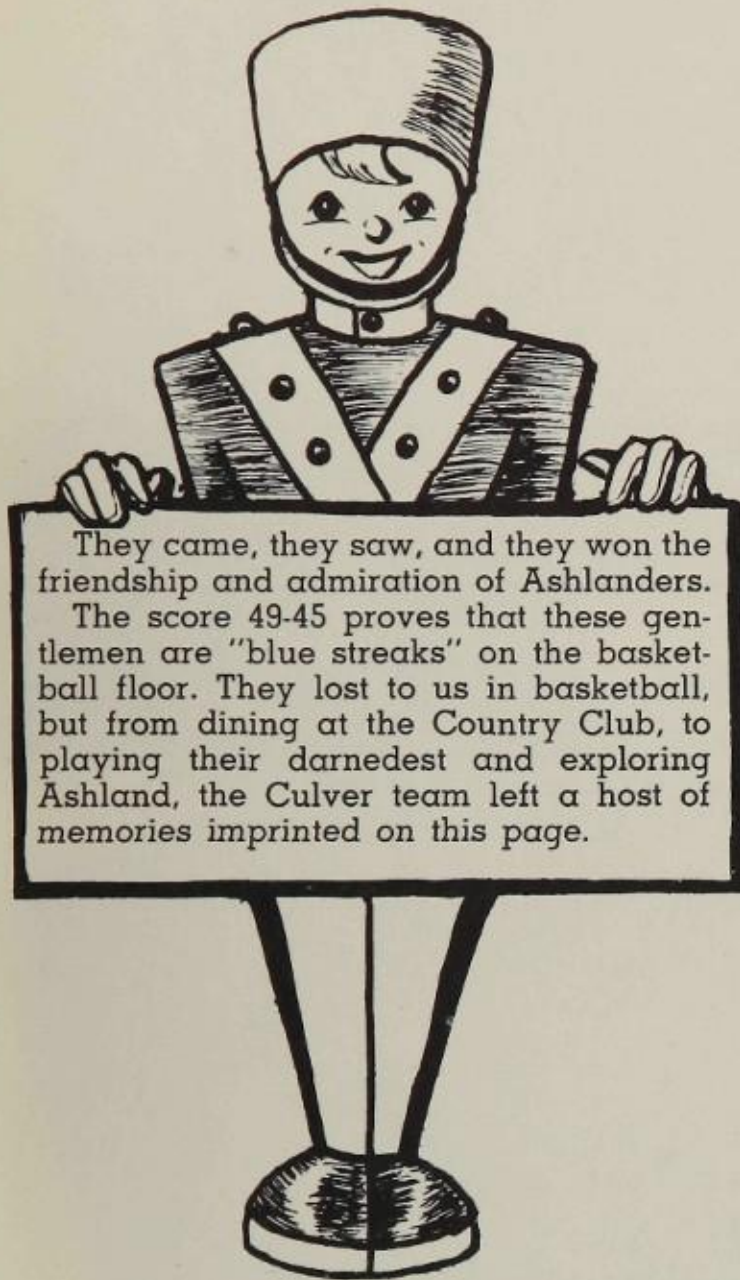 They came, they saw, and they won the
friendship and admiration of Ashlanders.
The score 49-45 proves that these gen-
tlemen are "blue streaks" on the basket-
ball floor. They lost to us in basketball,
but from dining at the Country Club, to
playing their darnedest and exploring
Ashland, the Culver team left a host of
memories imprinted on this page.